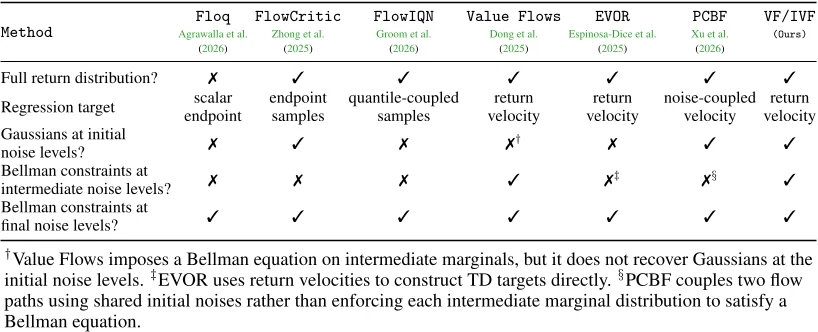 Method Floq FlowCritic FlowIQN Value Flows EVOR PCBF VF/IVF
Agrawalla et al. Zhong et al. Groom et al. Dong et al. Espinosa-Dice et al. Xu et al. (Ours)
(2026) (2025) (2026) (2025) (2025) (2026)
Full return distribution? ✗ ✓ ✓ ✓ ✓ ✓ ✓
Regression target scalar endpoint quantile-coupled return return noise-coupled return
endpoint samples samples velocity velocity velocity velocity
Gaussians at initial
noise levels? ✗ ✓ ✗ ✗† ✗ ✓ ✓
Bellman constraints at
intermediate noise levels? ✗ ✗ ✗ ✓ ✗‡ ✗§ ✓
Bellman constraints at
final noise levels? ✓ ✓ ✓ ✓ ✓ ✓ ✓
†Value Flows imposes a Bellman equation on intermediate marginals, but it does not recover Gaussians at the
initial noise levels. ‡EVOR uses return velocities to construct TD targets directly. §PCBF couples two flow
paths using shared initial noises rather than enforcing each intermediate marginal distribution to satisfy a
Bellman equation.